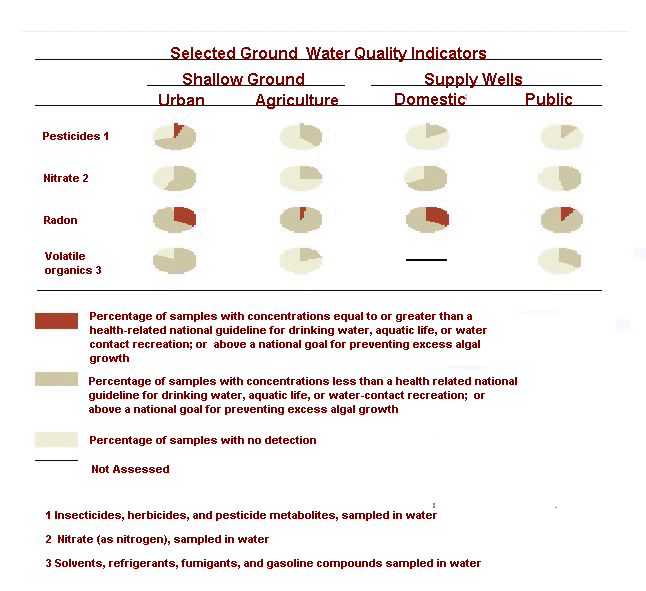 Selected Ground  Water Quality Indicators
Shallow Ground Supply Wells
Urban Agriculture Domestic Public
Pesticides 1
Nitrate 2
Radon
Volatile
organics 3
Percentage of samples with concentrations equal to or greater than a
health-related national guideline for drinking water, aquatic life, or water
contact recreation; or  above a national goal for preventing excess algal
growth
Percentage of samples with concentrations less than a health related national
guideline for drinking water, aquatic life, or water-contact recreation;  or
above a national goal for preventing excess algal growth
Percentage of samples with no detection
Not Assessed
1 Insecticides, herbicides, and pesticide metabolites, sampled in water
2  Nitrate (as nitrogen), sampled in water
3 Solvents, refrigerants, fumigants, and gasoline compounds sampled in water